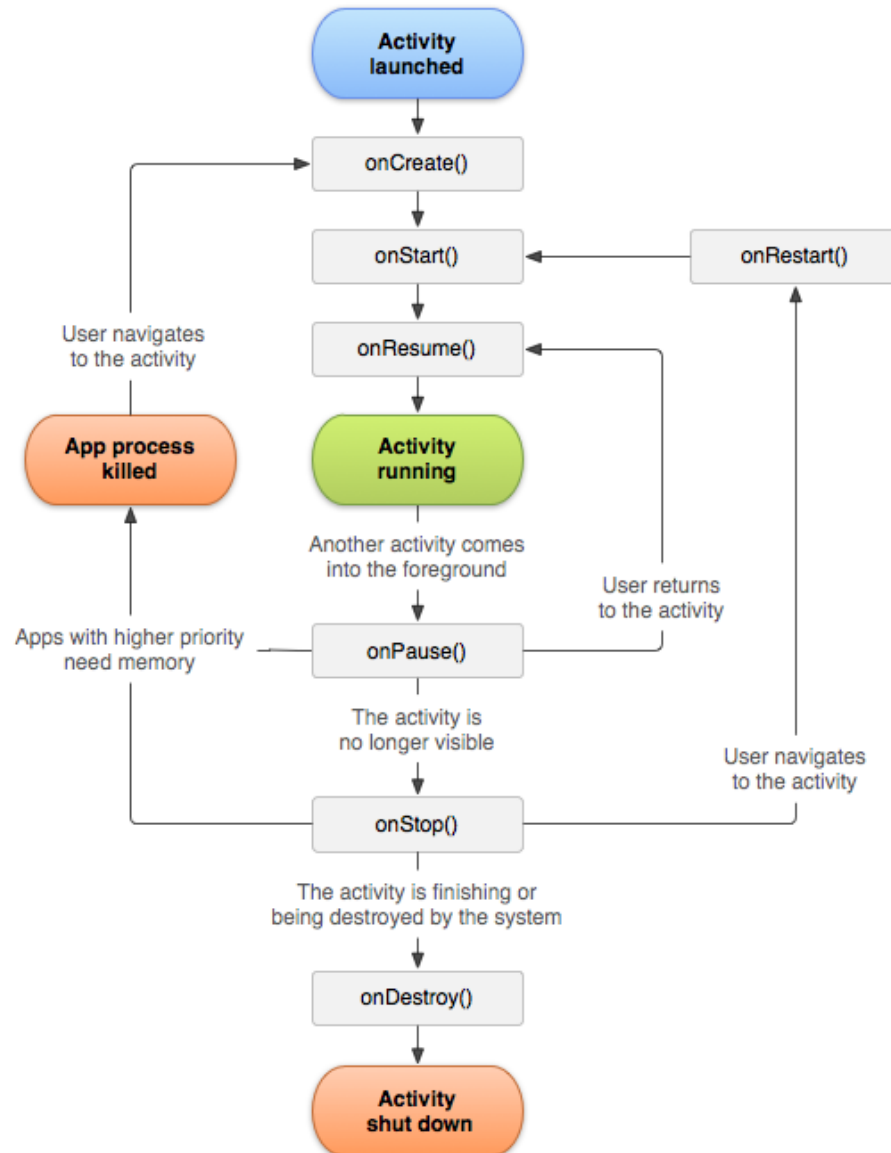 Activity
launched
onCreate()
onStart()
onRestart()
User navigates
to the activity
onResume()
App process
killed
Activity
running
Another activity comes
into the foreground
User returns
to the activity
Apps with higher priority
need memory
onPause()
The activity is
no longer visible
User navigates
to the activity
onStop()
The activity is finishing or
being destroyed by the system
onDestroy()
Activity
shut down